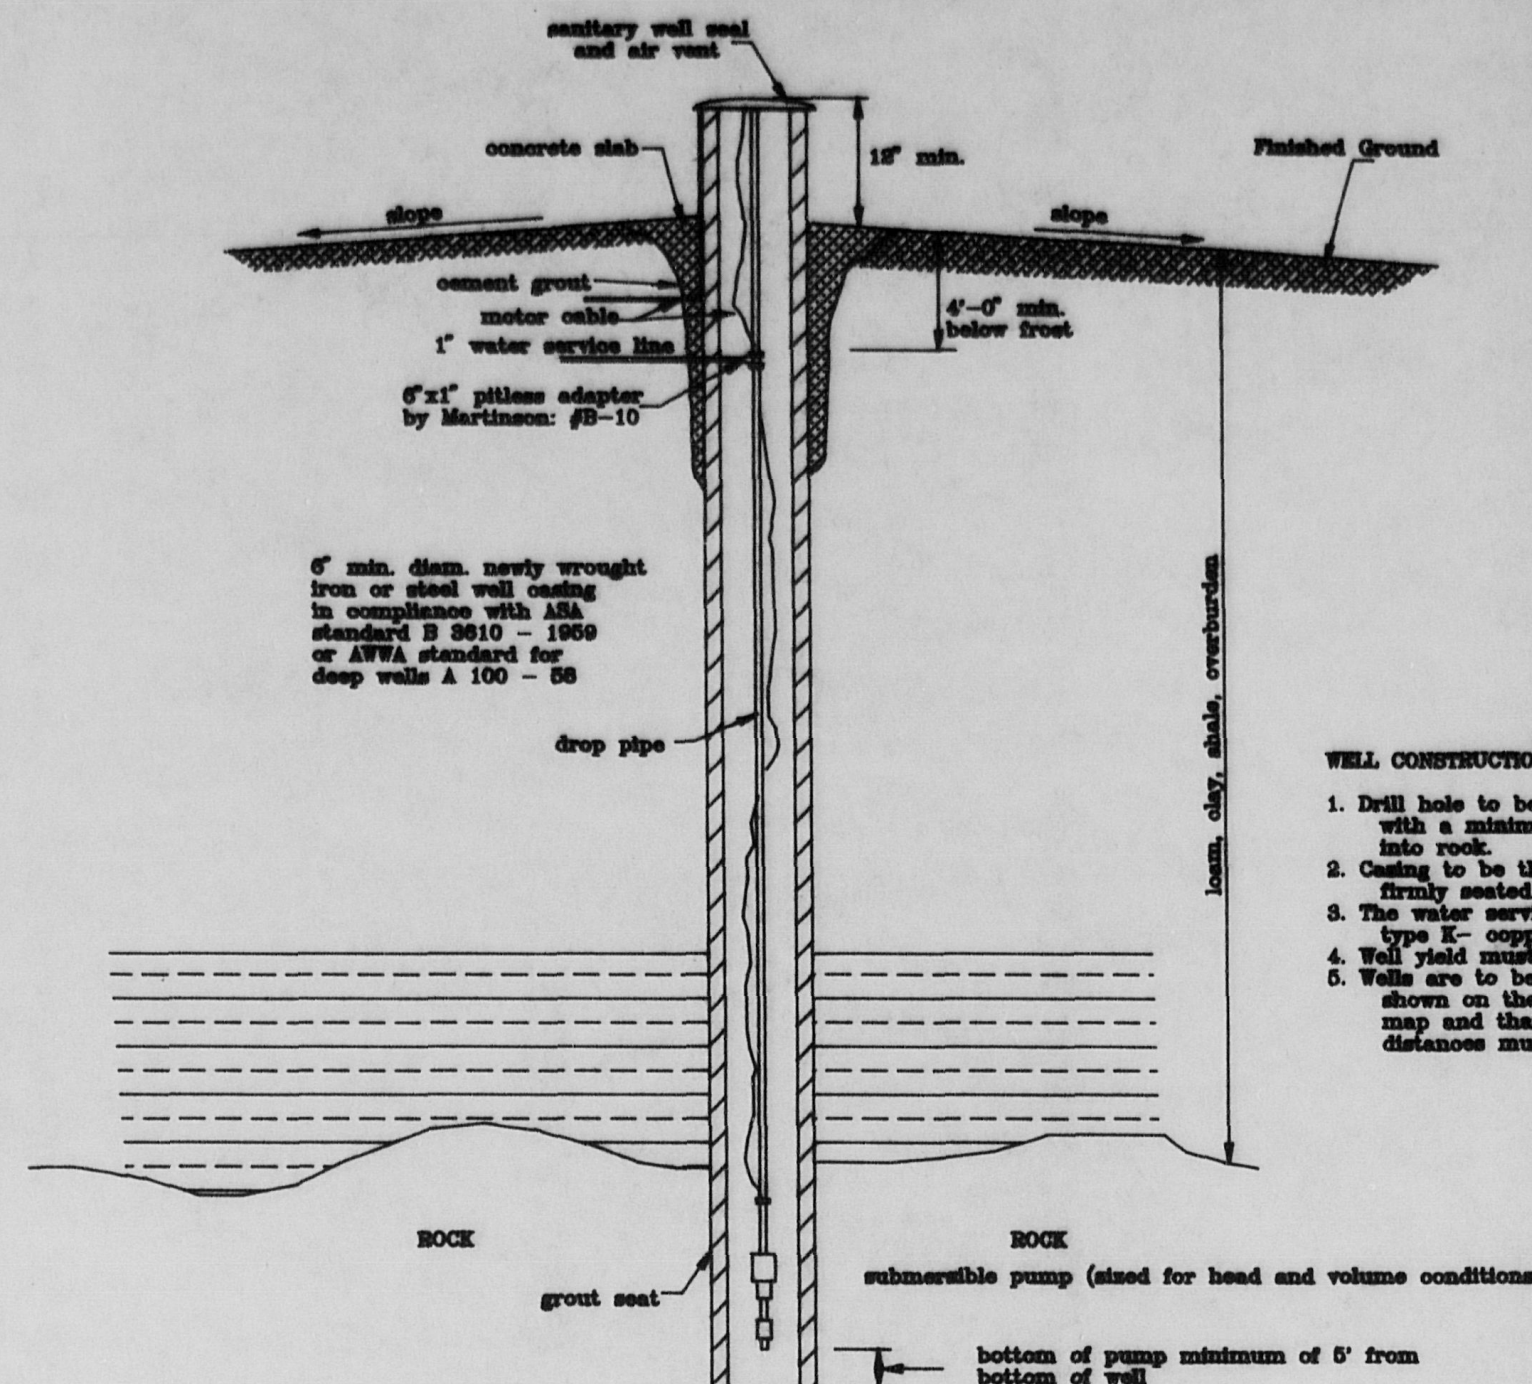 sanitary well seal
and air vent
concrete slab
12" min.
Finished Ground
slope
slope
cement grout
motor cable
1" water service line
4'-0" min.
below frost
6"x1" pitless adapter
by Martinson: #B-10
6" min. diam. newly wrought
iron or steel well casing
in compliance with ASA
standard B 3610 - 1959
or AWWA standard for
deep wells A 100 - 58
loam, clay, shale, overburden
drop pipe
WELL CONSTRUCTIO
1. Drill hole to be
with a minim
into rock.
2. Casing to be th
firmly seated
3. The water serv
type K- copp
4. Well yield must
5. Wells are to be
shown on the
map and tha
distances mu
ROCK
ROCK
submersible pump (sized for head and volume conditions
grout seat
bottom of pump minimum of 5' from
bottom of well